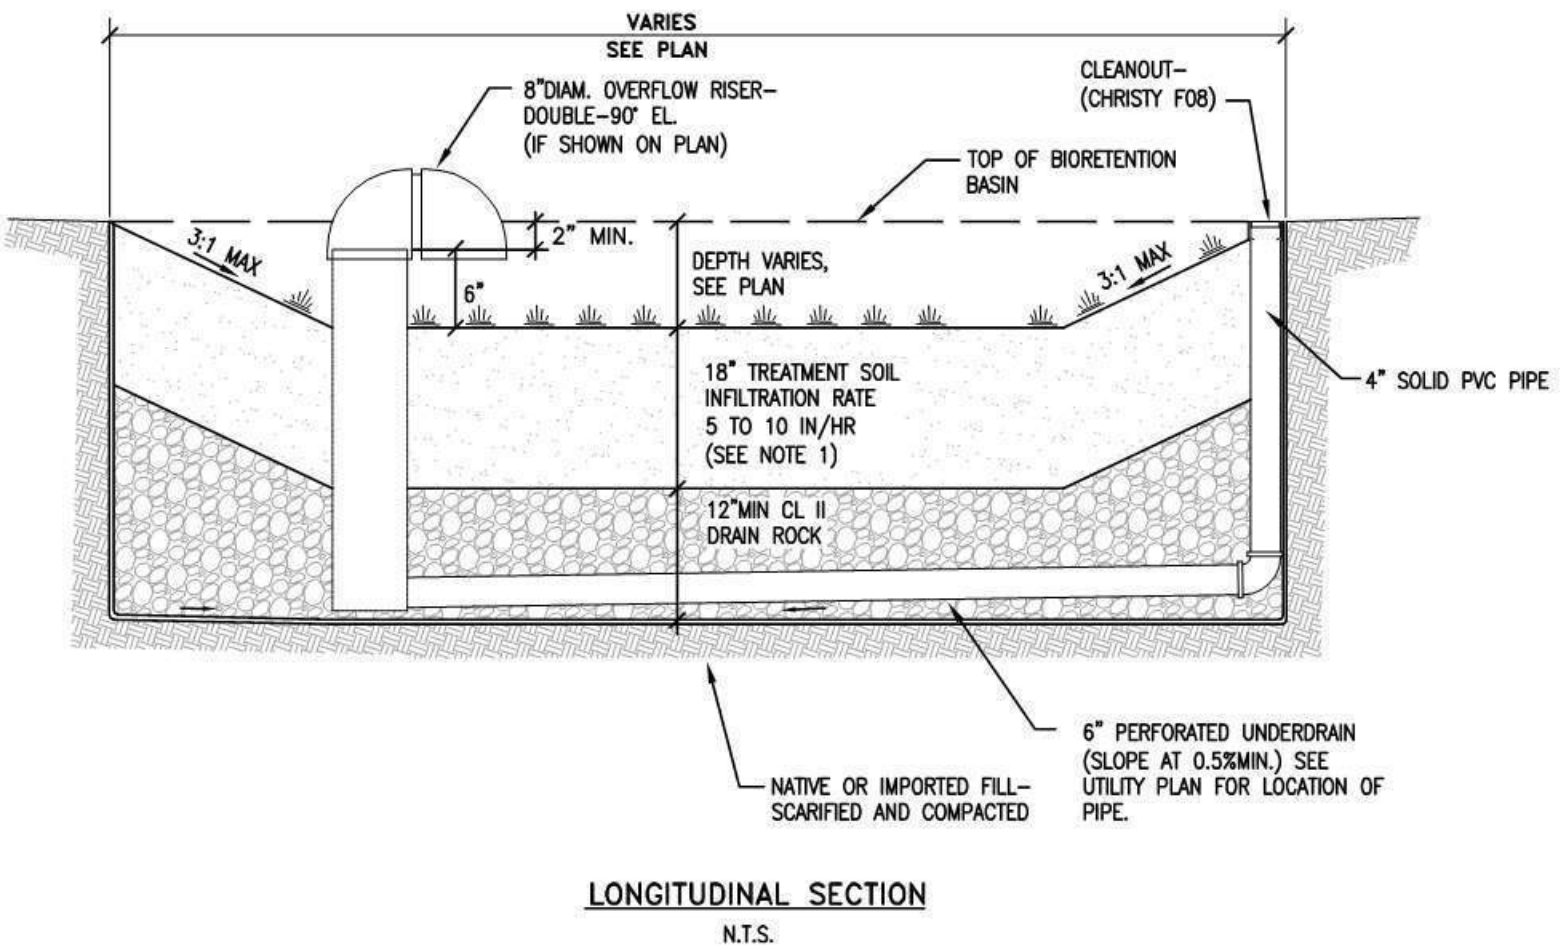 VARIES
SEE PLAN
8"DIAM. OVERFLOW RISER-
DOUBLE-90° EL.
(IF SHOWN ON PLAN)
CLEANOUT-
(CHRISTY F08)
TOP OF BIORETENTION
BASIN
3:1 MAX
2" MIN.
6"
DEPTH VARIES,
SEE PLAN
3:1 MAX
18" TREATMENT SOIL
INFILTRATION RATE
5 TO 10 IN/HR
(SEE NOTE 1)
4" SOLID PVC PIPE
12"MIN CL II
DRAIN ROCK
6" PERFORATED UNDERDRAIN
(SLOPE AT 0.5%MIN.) SEE
UTILITY PLAN FOR LOCATION OF
PIPE.
NATIVE OR IMPORTED FILL-
SCARIFIED AND COMPACTED
LONGITUDINAL SECTION
N.T.S.